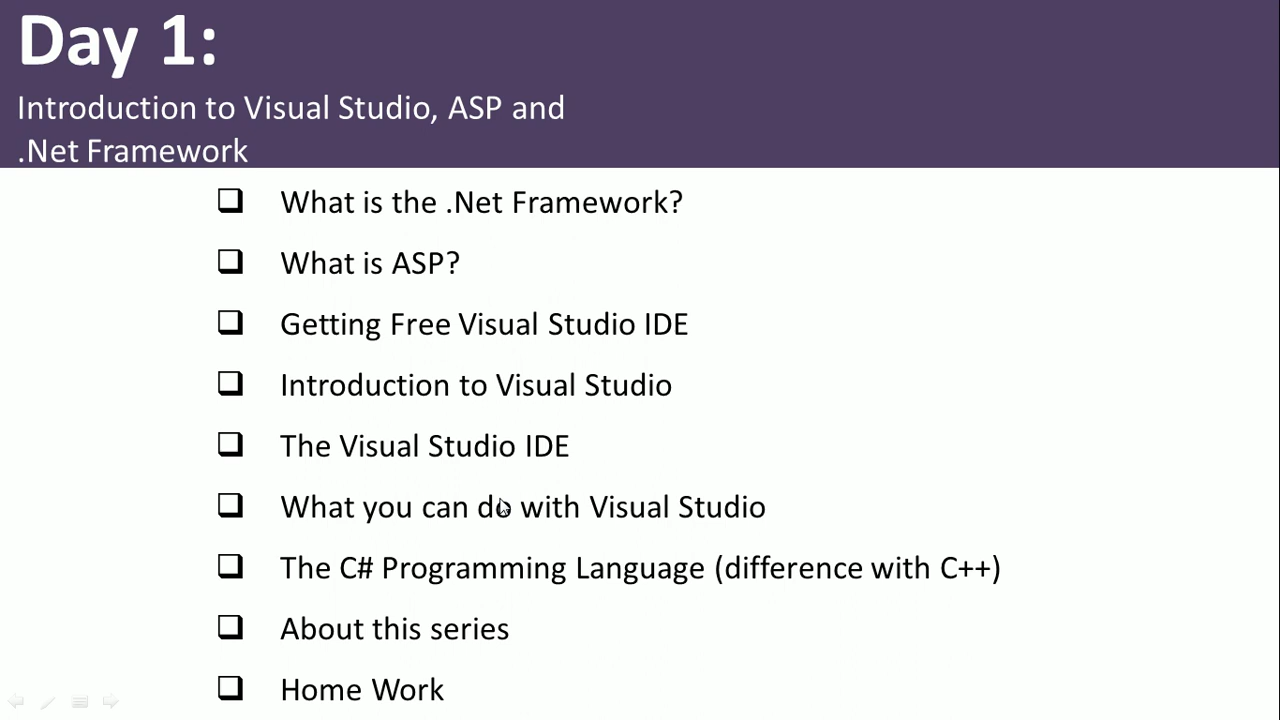 Day 1:
Introduction to Visual Studio, ASP and
.Net Framework
What is the .Net Framework?
What is ASP?
Getting Free Visual Studio IDE
Introduction to Visual Studio
The Visual Studio IDE
What you can do with Visual Studio
The C# Programming Language (difference with C++)
About this series
Home Work